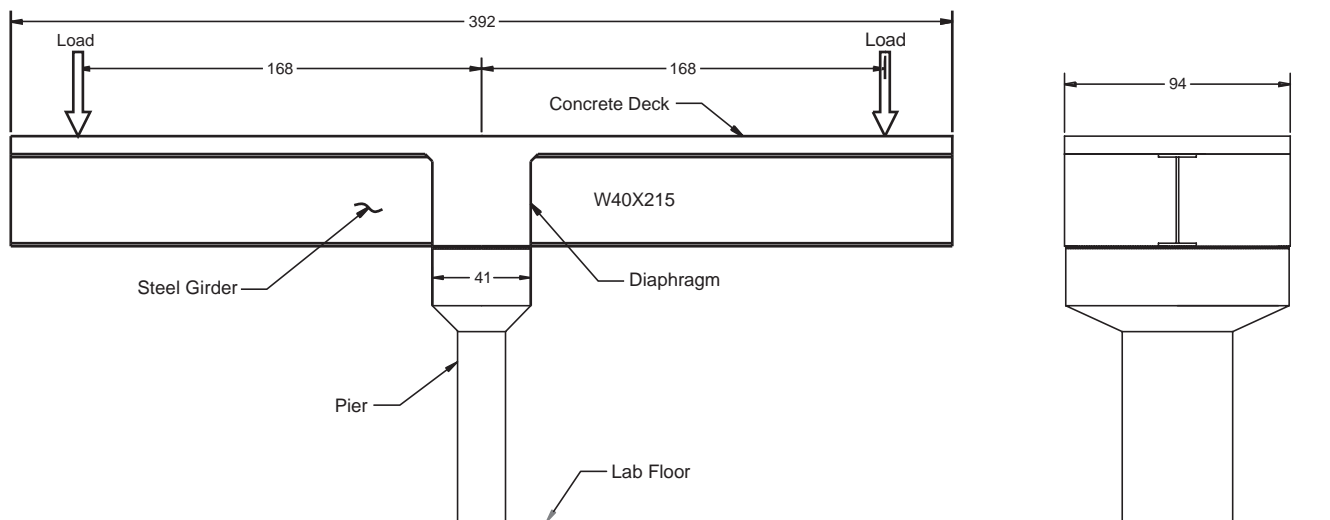 392
Load
Load
168
168
94
Concrete Deck
W40X215
41
Steel Girder
Diaphragm
Pier
Lab Floor